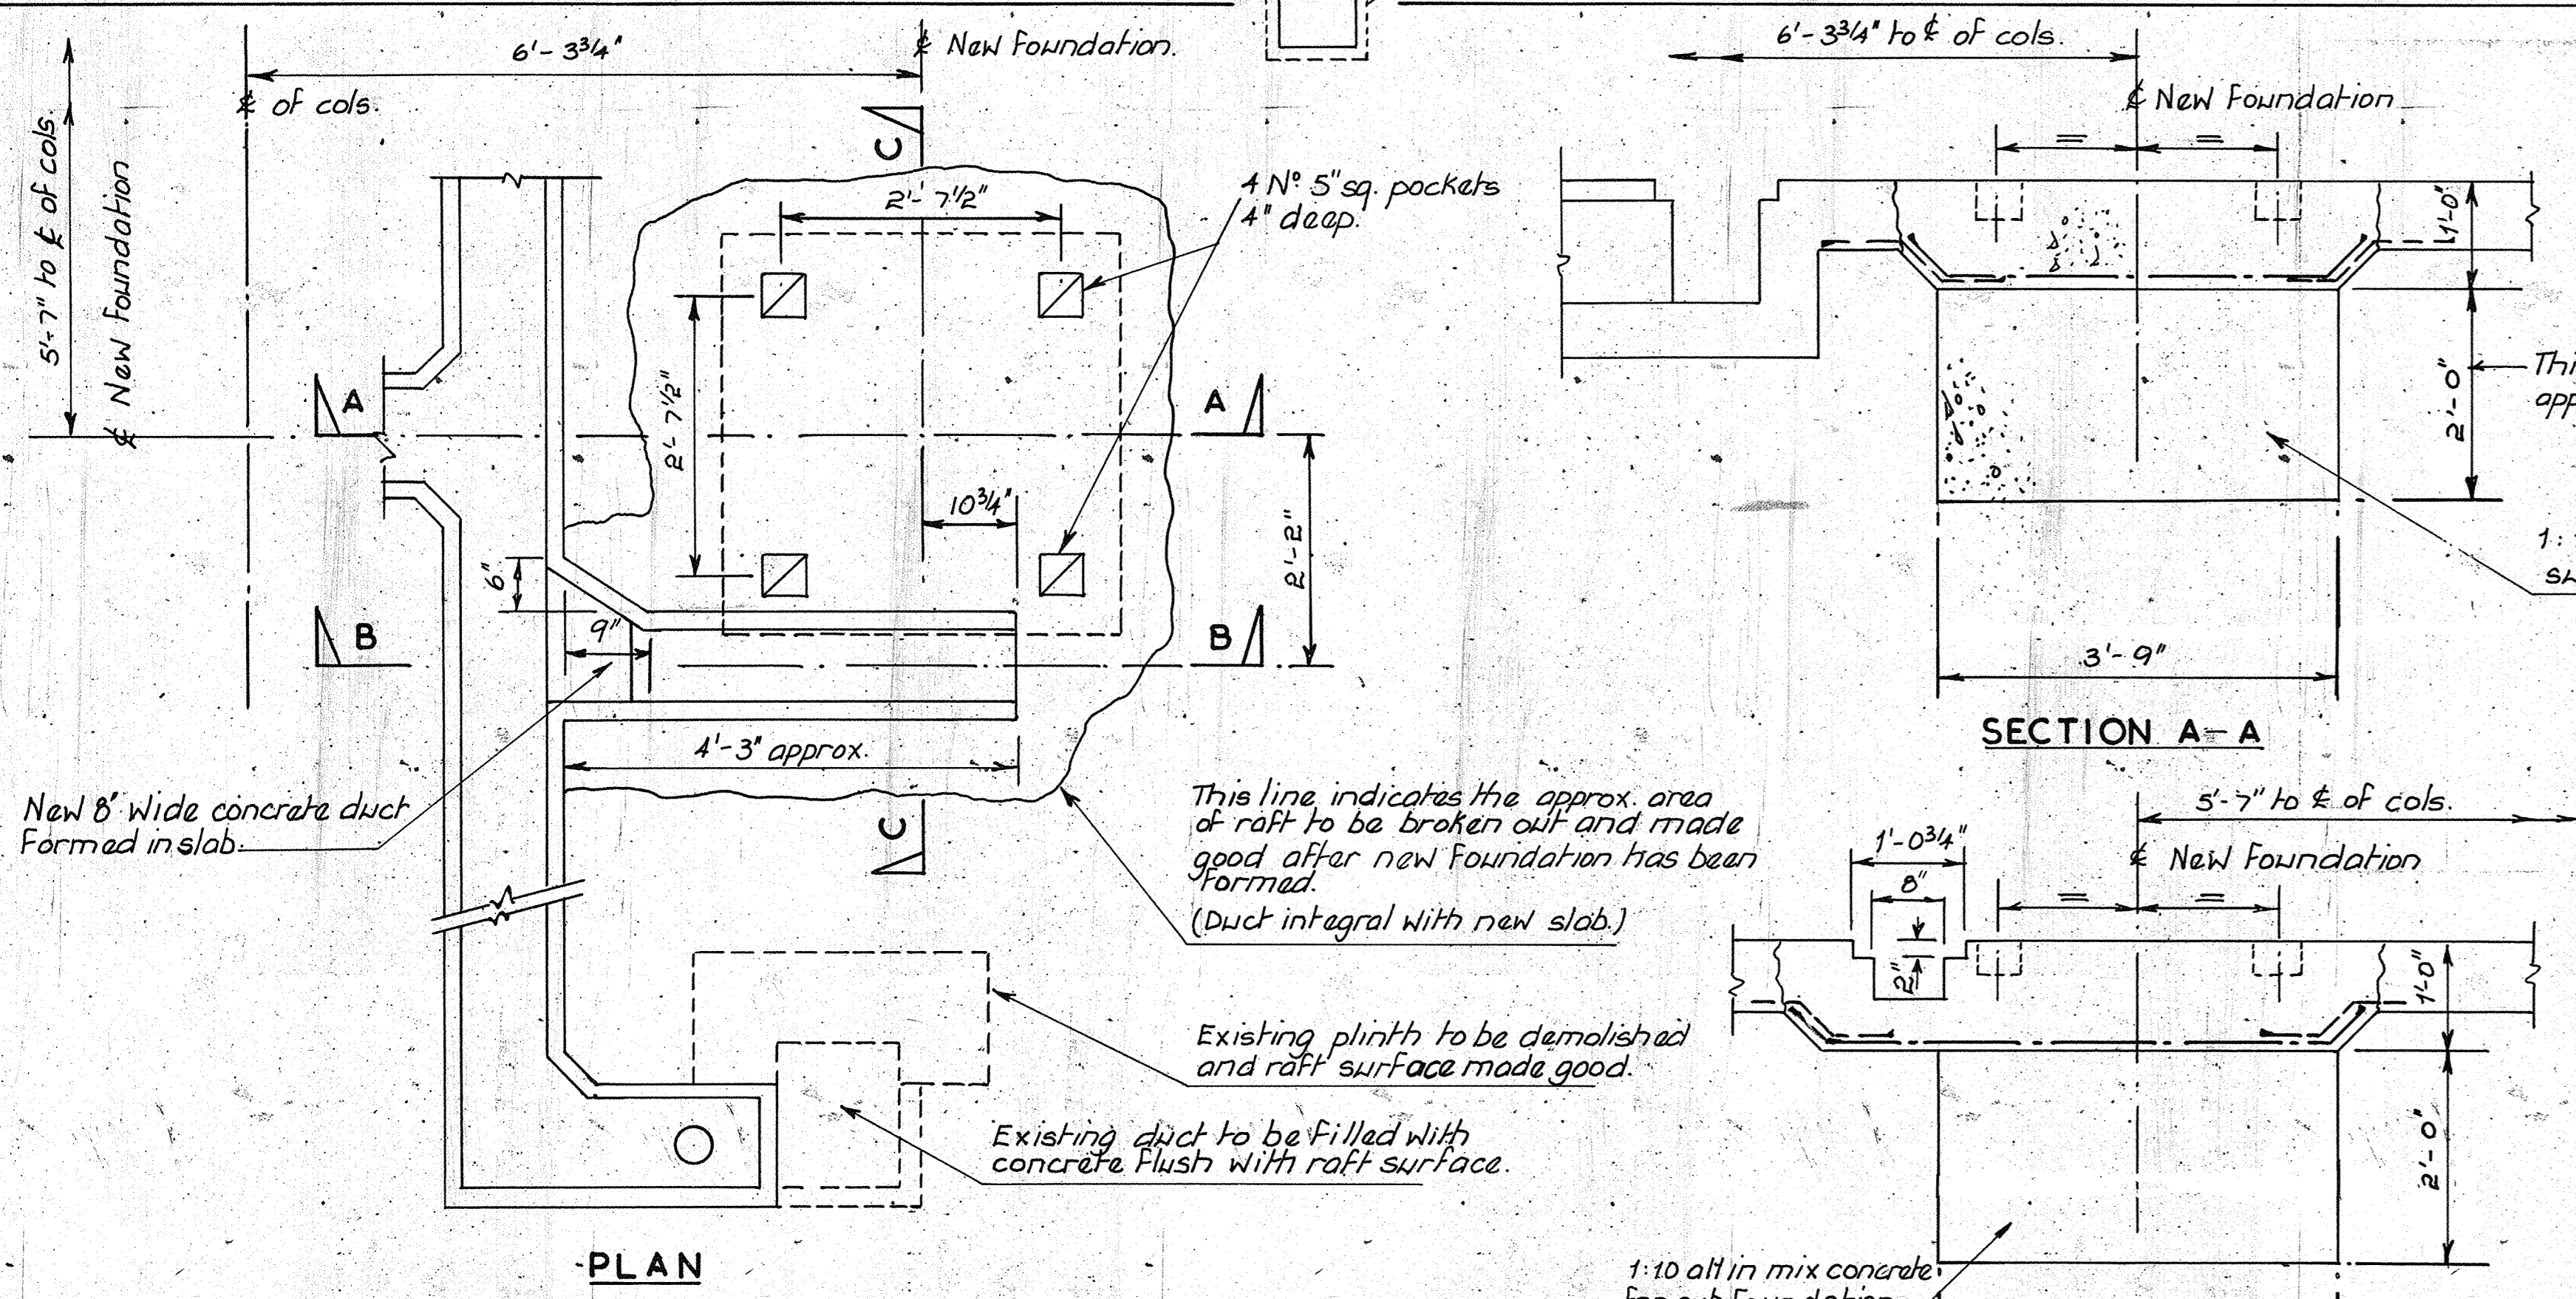 6'-3¾"
℄ New Foundation.
℄ of cols.
5'-7" to ℄ of cols.
℄ New Foundation
C
2'-7½"
4 Nº 5" sq. pockets
4" deep.
2'-7½"
A
A
10¾"
2'-2"
6"
9"
B
B
4'-3" approx.
New 8" wide concrete duct
Formed in slab.
C
This line indicates the approx. area
of raft to be broken out and made
good after new foundation has been
formed.
(Duct integral with new slab.)
Existing plinth to be demolished
and raft surface made good.
Existing duct to be filled with
concrete flush with raft surface.
PLAN
6'-3¾" to ℄ of cols.
℄ New Foundation
=
=
1'-0"
2'-0"
3'-9"
SECTION A-A
5'-7" to ℄ of cols.
1'-0¾"
℄ New Foundation
8"
=
=
2"
1'-0"
2'-0"
1:10 all in mix concrete